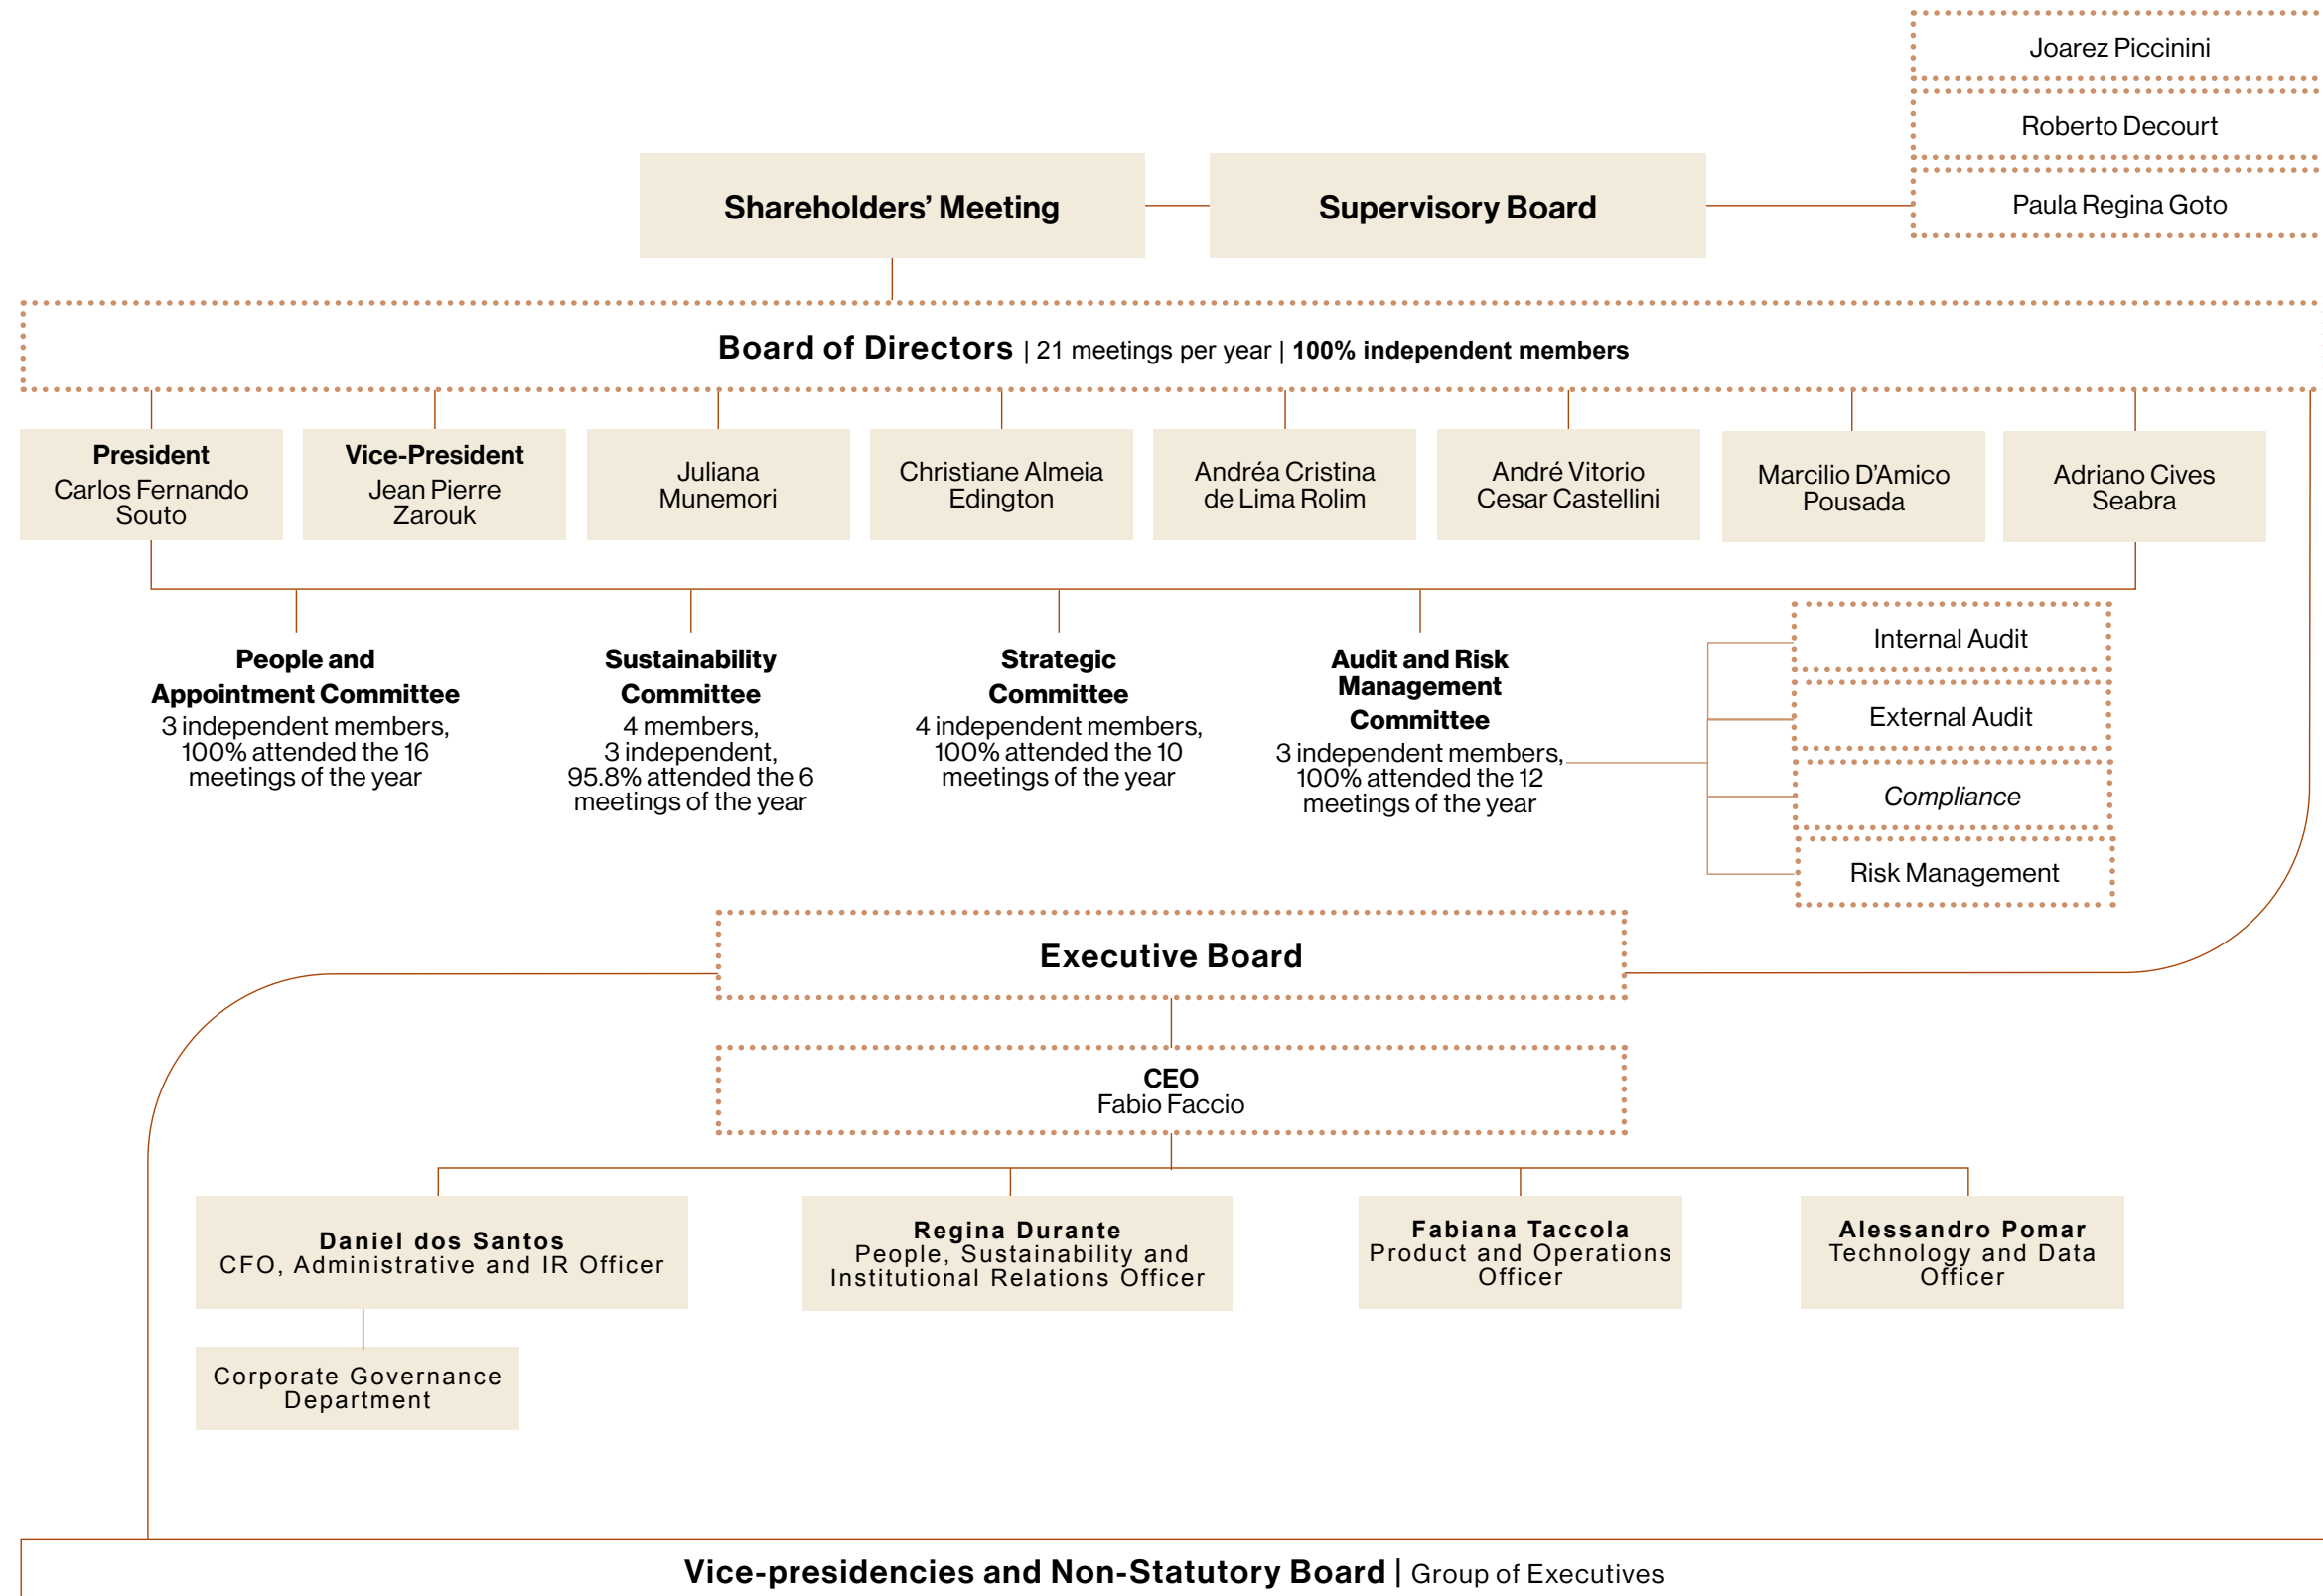 Joarez Piccinini
Roberto Decourt
Paula Regina Goto
Shareholders’ Meeting
Supervisory Board
Board of Directors | 21 meetings per year | 100% independent members
President
Carlos Fernando
Souto
Vice-President
Jean Pierre
Zarouk
Juliana
Munemori
Christiane Almeia
Edington
Andréa Cristina
de Lima Rolim
André Vitorio
Cesar Castellini
Marcilio D’Amico
Pousada
Adriano Cives
Seabra
People and
Appointment Committee
3 independent members,
100% attended the 16
meetings of the year
Sustainability
Committee
4 members,
3 independent,
95.8% attended the 6
meetings of the year
Strategic
Committee
4 independent members,
100% attended the 10
meetings of the year
Audit and Risk
Management
Committee
3 independent members,
100% attended the 12
meetings of the year
Internal Audit
External Audit
Compliance
Risk Management
Executive Board
CEO
Fabio Faccio
Daniel dos Santos
CFO, Administrative and IR Officer
Regina Durante
People, Sustainability and
Institutional Relations Officer
Fabiana Taccola
Product and Operations
Officer
Alessandro Pomar
Technology and Data
Officer
Corporate Governance
Department
Vice-presidencies and Non-Statutory Board | Group of Executives